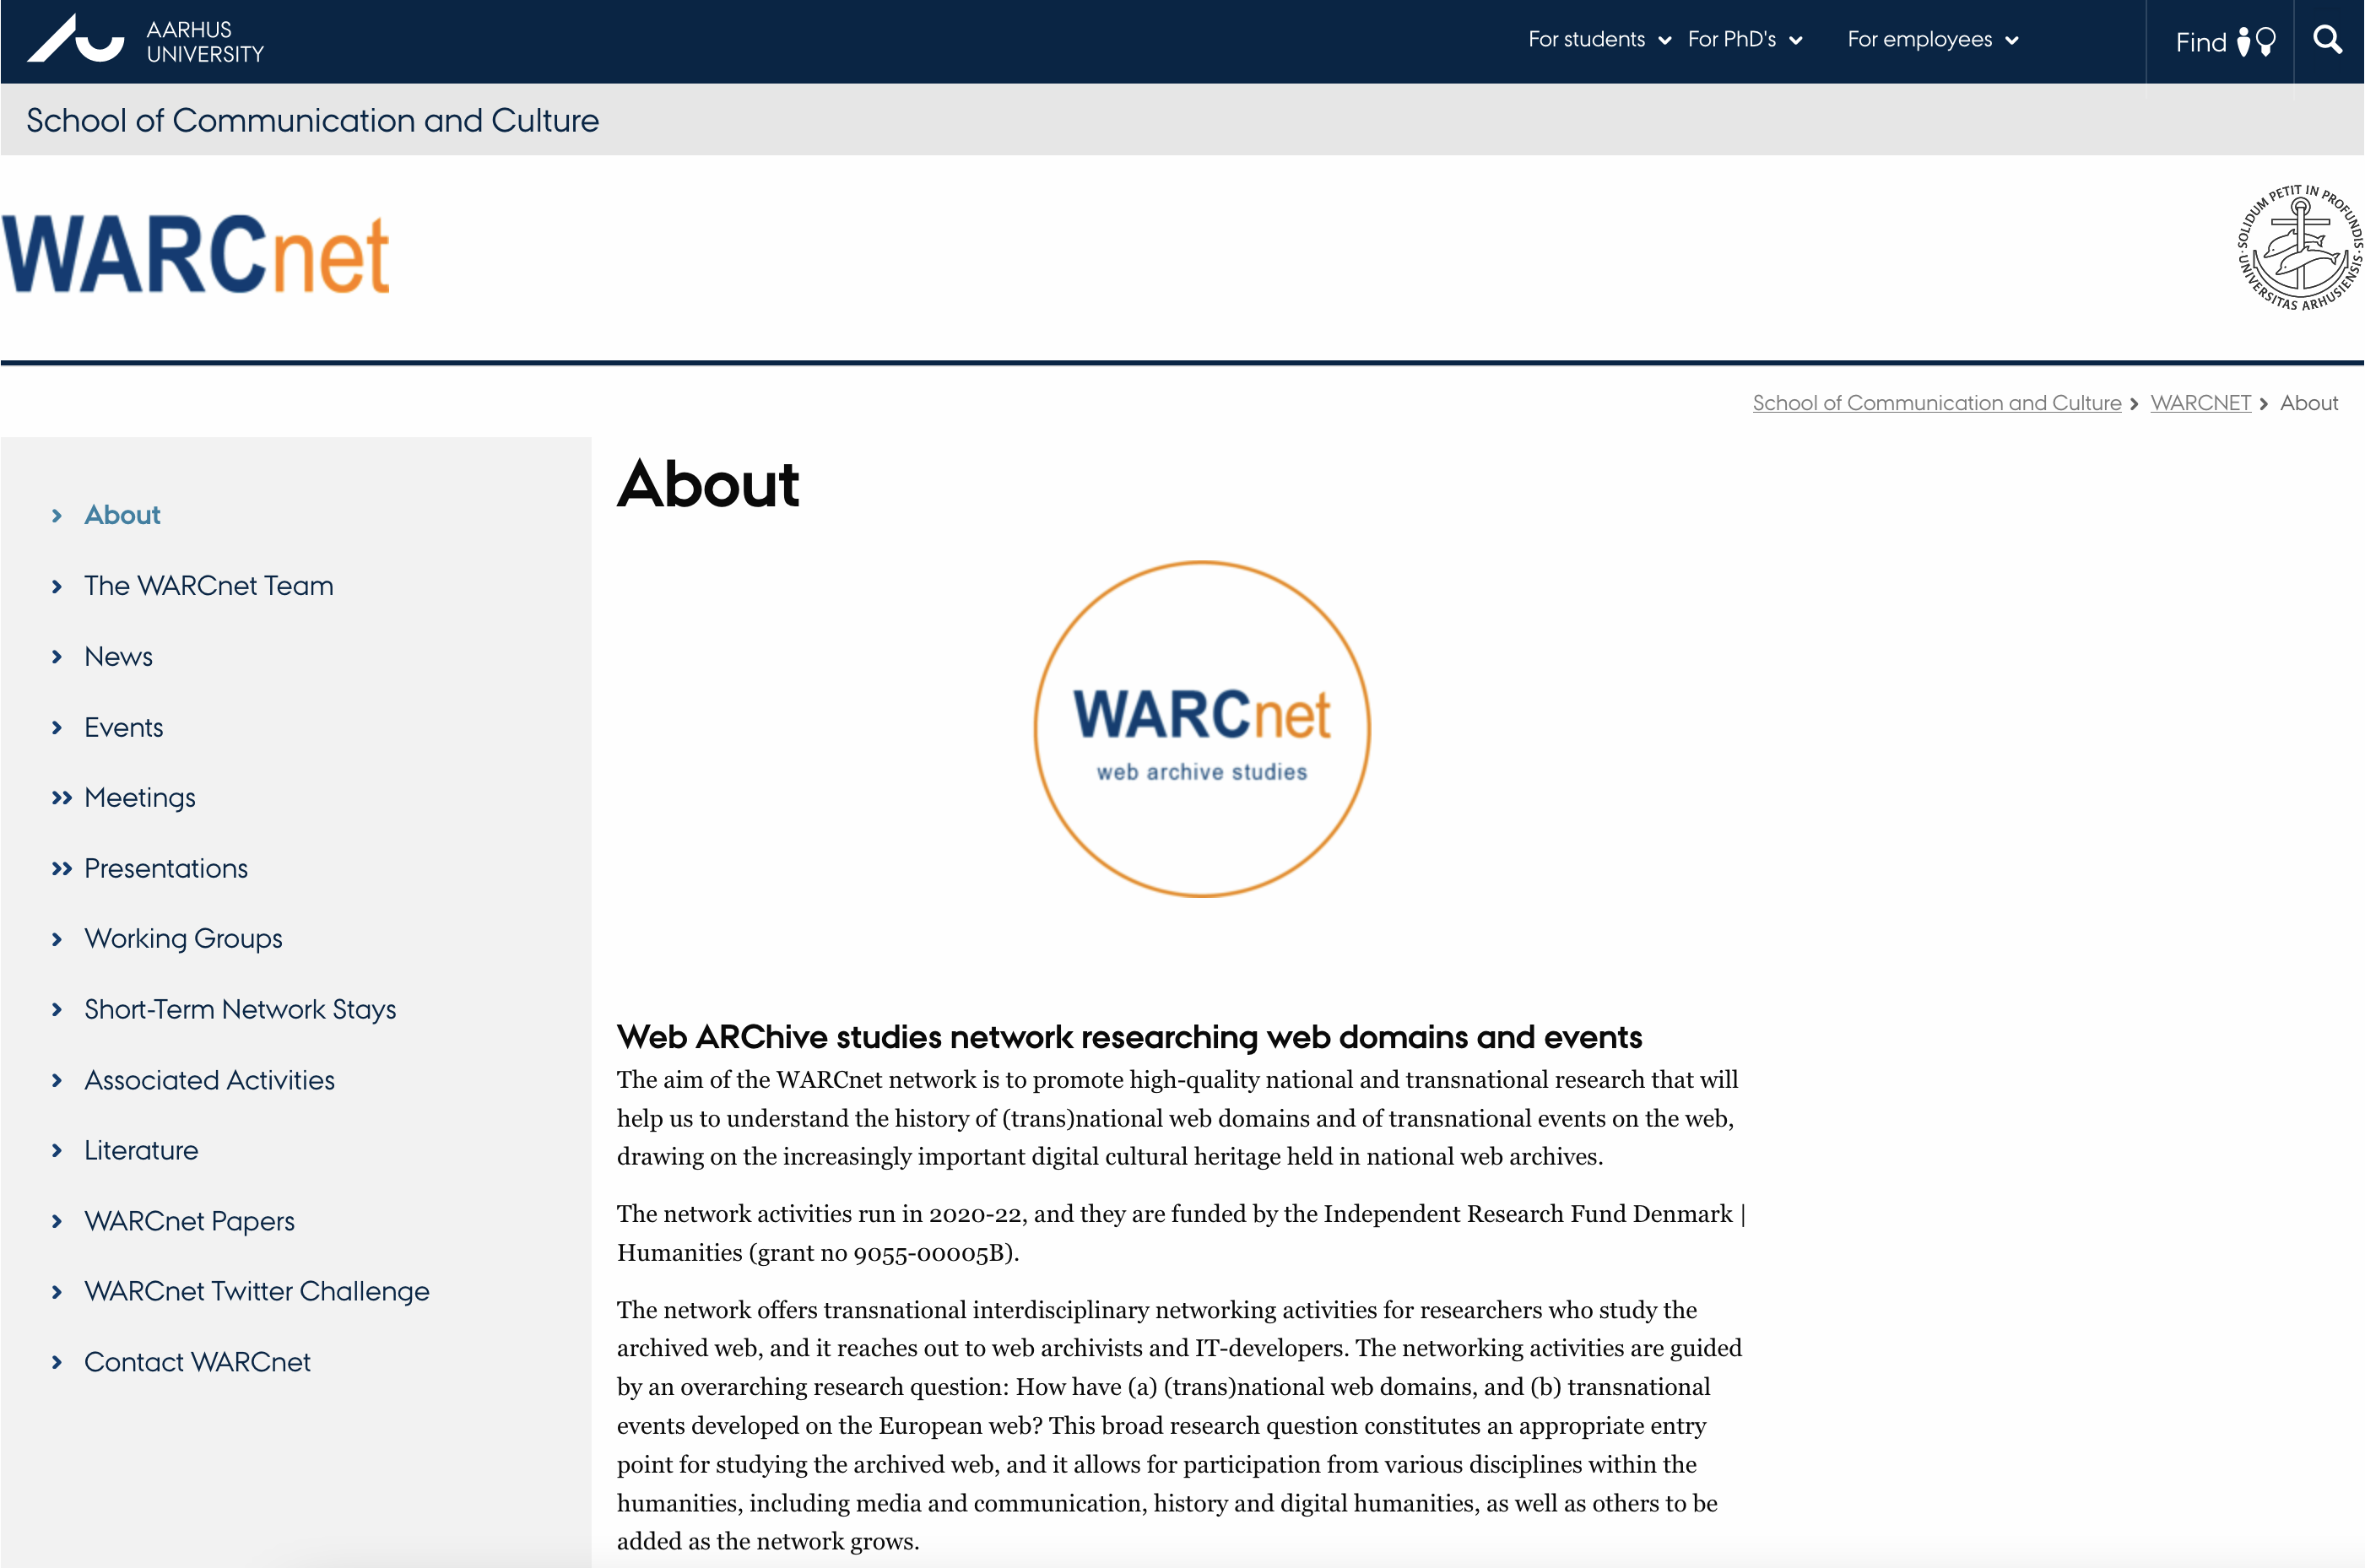 AARHUS
UNIVERSITY
For students
For PhD's
For employees
Find
School of Communication and Culture
WARCnet
SOLIDUM PETIT IN PROFUNDIS · UNIVERSITAS ARHUSIENSIS ·
School of Communication and Culture > WARCNET > About
About
The WARCnet Team
News
Events
Meetings
Presentations
Working Groups
Short-Term Network Stays
Associated Activities
Literature
WARCnet Papers
WARCnet Twitter Challenge
Contact WARCnet
About
WARCnet
web archive studies
Web ARChive studies network researching web domains and events
The aim of the WARCnet network is to promote high-quality national and transnational research that will
help us to understand the history of (trans)national web domains and of transnational events on the web,
drawing on the increasingly important digital cultural heritage held in national web archives.
The network activities run in 2020-22, and they are funded by the Independent Research Fund Denmark |
Humanities (grant no 9055-00005B).
The network offers transnational interdisciplinary networking activities for researchers who study the
archived web, and it reaches out to web archivists and IT-developers. The networking activities are guided
by an overarching research question: How have (a) (trans)national web domains, and (b) transnational
events developed on the European web? This broad research question constitutes an appropriate entry
point for studying the archived web, and it allows for participation from various disciplines within the
humanities, including media and communication, history and digital humanities, as well as others to be
added as the network grows.